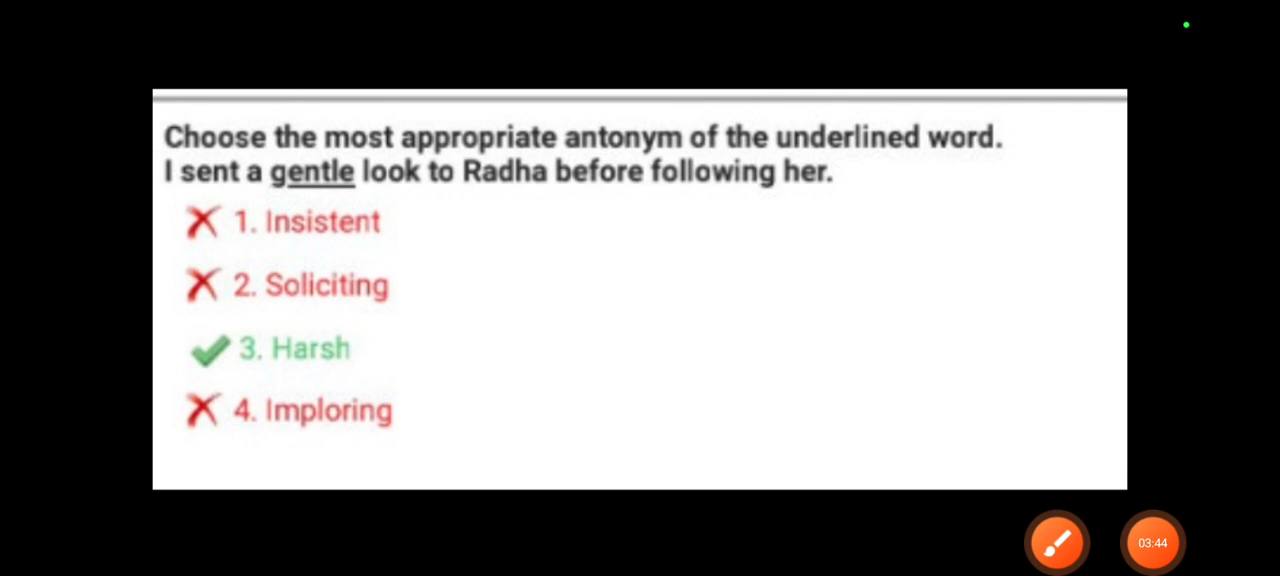 Choose the most appropriate antonym of the underlined word.
I sent a gentle look to Radha before following her.
1. Insistent
2. Soliciting
3. Harsh
4. Imploring
03:44